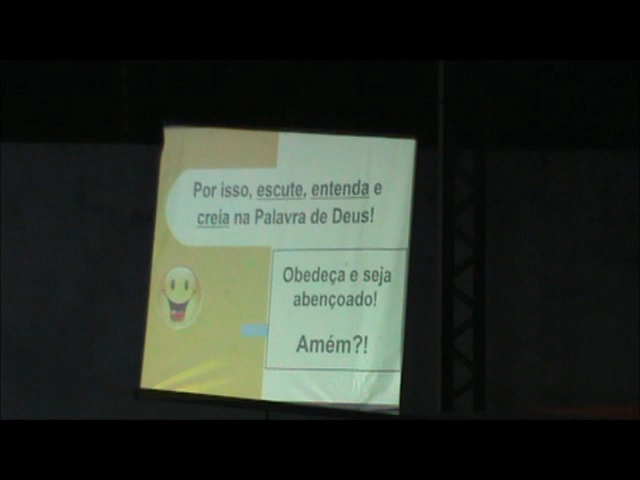 Por isso, escute, entenda e
creia na Palavra de Deus!
Obedeça e seja
abençoado!
Amém?!